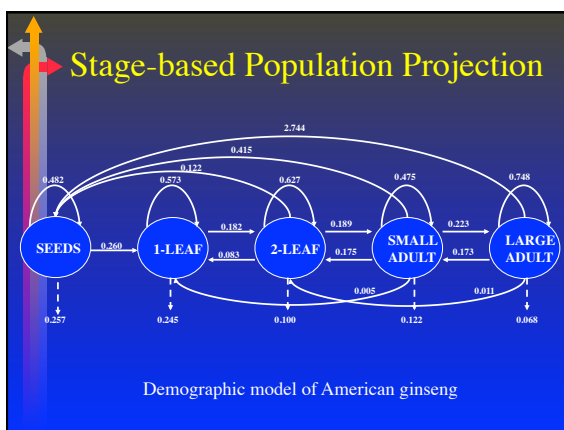 Stage-based Population Projection
2.744
0.415
0.122
0.482
0.573
0.627
0.475
0.748
0.182
0.189
0.223
SEEDS
0.260
1-LEAF
0.083
2-LEAF
0.175
SMALL
ADULT
0.173
LARGE
ADULT
0.005
0.011
0.257
0.245
0.100
0.122
0.068
Demographic model of American ginseng